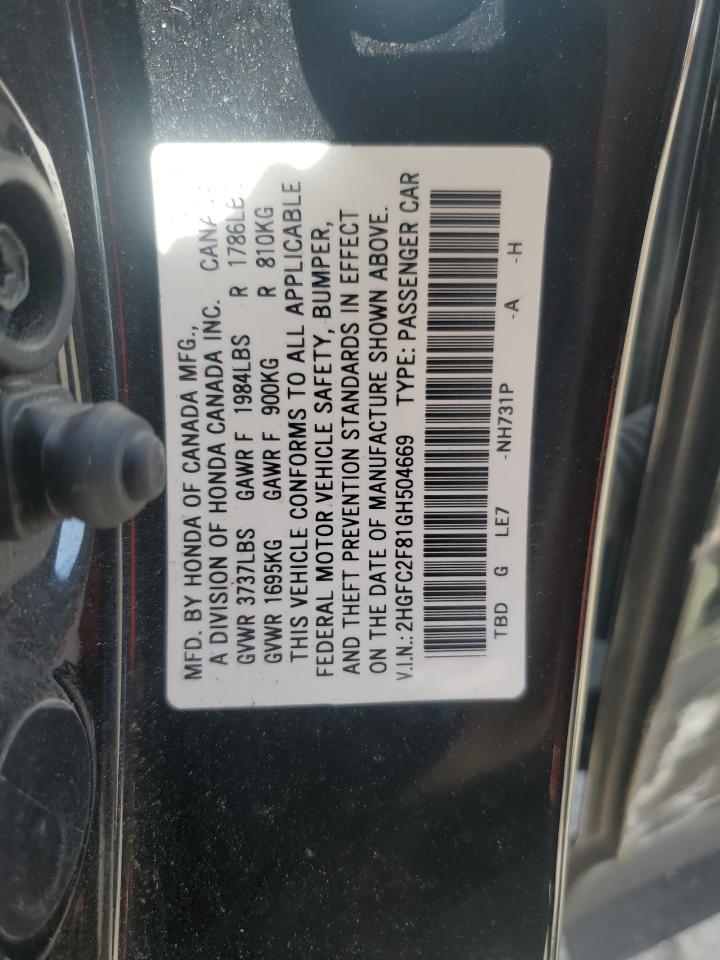 MFD. BY HONDA OF CANADA MFG.,
A DIVISION OF HONDA CANADA INC.
GVWR 3737LBS GAWR F 1984LBS R
GVWR 1695KG GAWR F 900KG R 810KG
THIS VEHICLE CONFORMS TO ALL APPLICABLE
FEDERAL MOTOR VEHICLE SAFETY, BUMPER,
AND THEFT PREVENTION STANDARDS IN EFFECT
ON THE DATE OF MANUFACTURE SHOWN ABOVE.
V.I.N.: 2HGFC2F81GH504669 TYPE: PASSENGER CAR
TBD G LE7 -NH731P -A -H